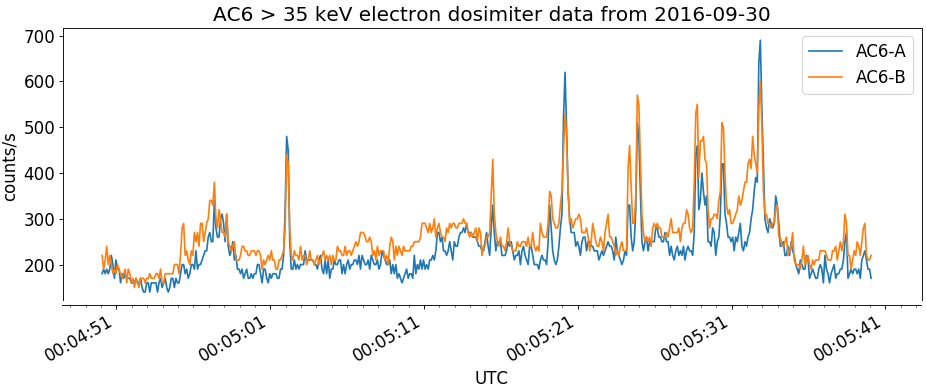 AC6 > 35 keV electron dosimiter data from 2016-09-30
AC6-A
AC6-B
counts/s
700
600
500
400
300
200
00:04:51
00:05:01
00:05:11
00:05:21
00:05:31
00:05:41
UTC